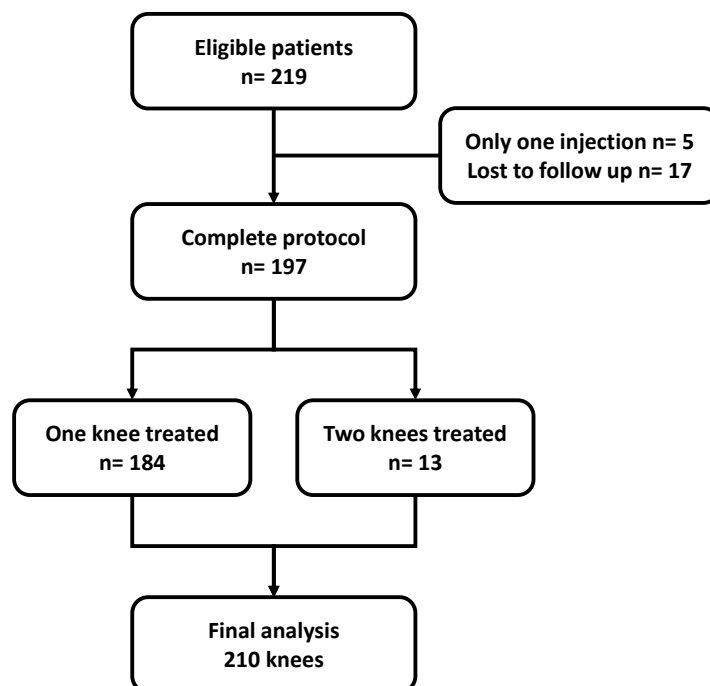 Eligible patients
n= 219
Only one injection n= 5
Lost to follow up n= 17
Complete protocol
n= 197
One knee treated
n= 184
Two knees treated
n= 13
Final analysis
210 knees